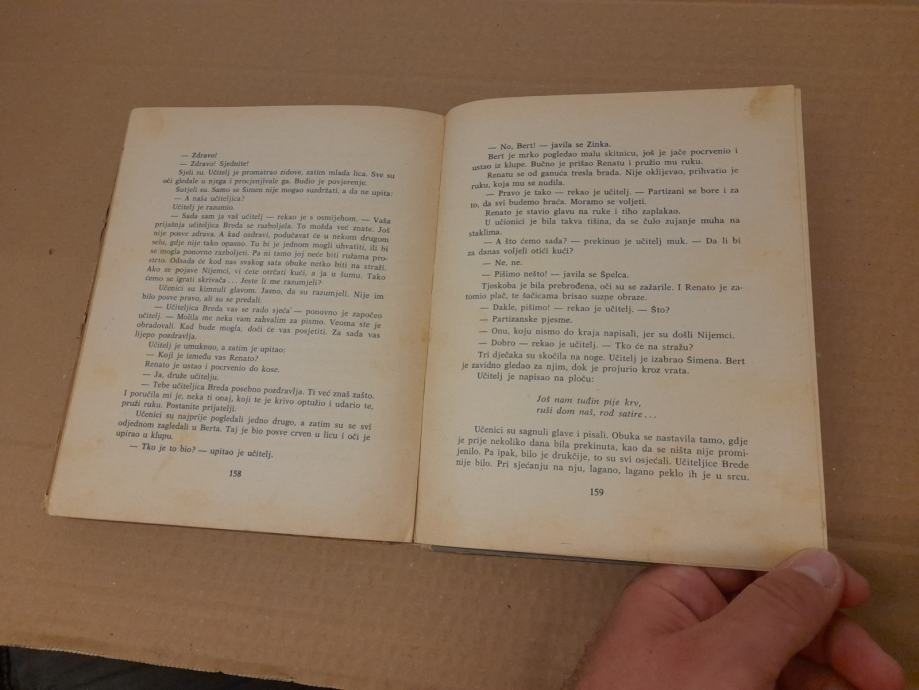 — Zdravo!
— Zdravo! Sjednite!
Sjeli su. Učitelj je promatrao zidove, zatim mlada lica. Sve su
oči gledale u njega i procjenjivale ga. Budio je povjerenje.
Šutjeli su. Samo se Šimen nije mogao suzdržati, a da ne upita:
— A naša učiteljica?
Učitelj je razumio.
— Sada sam ja vaš učitelj — rekao je s osmijehom. — Vaša
prijašnja učiteljica Breda se razboljela. To možda već znate. Još
nije posve zdrava. A kad ozdravi, podučavat će u nekom drugom
selu, gdje nije tako opasno. Tu bi je jednom mogli uhvatiti, ili bi
se mogla ponovno razboljeti. Pa ni tamo joj neće biti ružama pro-
strto. Odsada će kod nas svakog sata obuke netko biti na straži.
Ako se pojave Nijemci, vi ćete otrčati kući, a ja u šumu. Tako
ćemo se igrati skrivača... Jeste li me razumjeli?
Učenici su kimnuli glavom. Jasno, da su razumjeli. Nije im
bilo posve pravo, ali su se predali.
— Učiteljica Breda vas se rado sjeća — ponovno je započeo
učitelj. — Molila me neka vam zahvalim za pismo. Veoma ste je
obradovali. Kad bude mogla, doći će vas posjetiti. Za sada vas
lijepo pozdravlja.
Učitelj je umuknuo, a zatim je upitao:
— Koji je između vas Renato?
Renato je ustao i pocrvenio do kose.
— Ja, druže učitelju.
— Tebe učiteljica Breda posebno pozdravlja. Ti već znaš zašto.
I poručila mi je, neka ti onaj, koji te je krivo optužio i udario te,
pruži ruku. Postanite prijatelji.
Učenici su najprije pogledali jedno drugo, a zatim su se svi
odjednom zagledali u Berta. Taj je bio posve crven u licu i oči je
upirao u klupu.
— Tko je to bio? — upitao je učitelj.
158
— No, Bert! — javila se Zinka.
Bert je mrko pogledao malu skitnicu, još je jače pocrvenio i
ustao iz klupe. Bučno je prišao Renatu i pružio mu ruku.
Renatu se od ganuća tresla brada. Nije oklijevao, prihvatio je
ruku, koja mu se nudila.
— Pravo je tako — rekao je učitelj. — Partizani se bore i za
to, da svi budemo braća. Moramo se voljeti.
Renato je stavio glavu na ruke i tiho zaplakao.
U učionici je bila takva tišina, da se čulo zujanje muha na
staklima.
— A što ćemo sada? — prekinuo je učitelj muk. — Da li bi
za danas voljeli otići kući?
— Ne, ne.
— Pišimo nešto! — javila se Špelca.
Tjeskoba je bila prebrođena, oči su se zažarile. I Renato je za-
tomio plač, te šačicama brisao suzne obraze.
— Dakle, pišimo! — rekao je učitelj. — Što?
— Partizanske pjesme.
— Onu, koju nismo do kraja napisali, jer su došli Nijemci.
— Dobro — rekao je učitelj. — Tko će na stražu?
Tri dječaka su skočila na noge. Učitelj je izabrao Šimena. Bert
je zavidno gledao za njim, dok je projurio kroz vrata.
Učitelj je napisao na ploču:
Još nam tuđin pije krv,
ruši dom naš, rod satire...
Učenici su sagnuli glave i pisali. Obuka se nastavila tamo, gdje
je prije nekoliko dana bila prekinuta, kao da se ništa nije promi-
jenilo. Pa ipak, bilo je drukčije, to su svi osjećali. Učiteljice Brede
nije bilo. Pri sjećanju na nju, lagano, lagano peklo ih je u srcu.
159